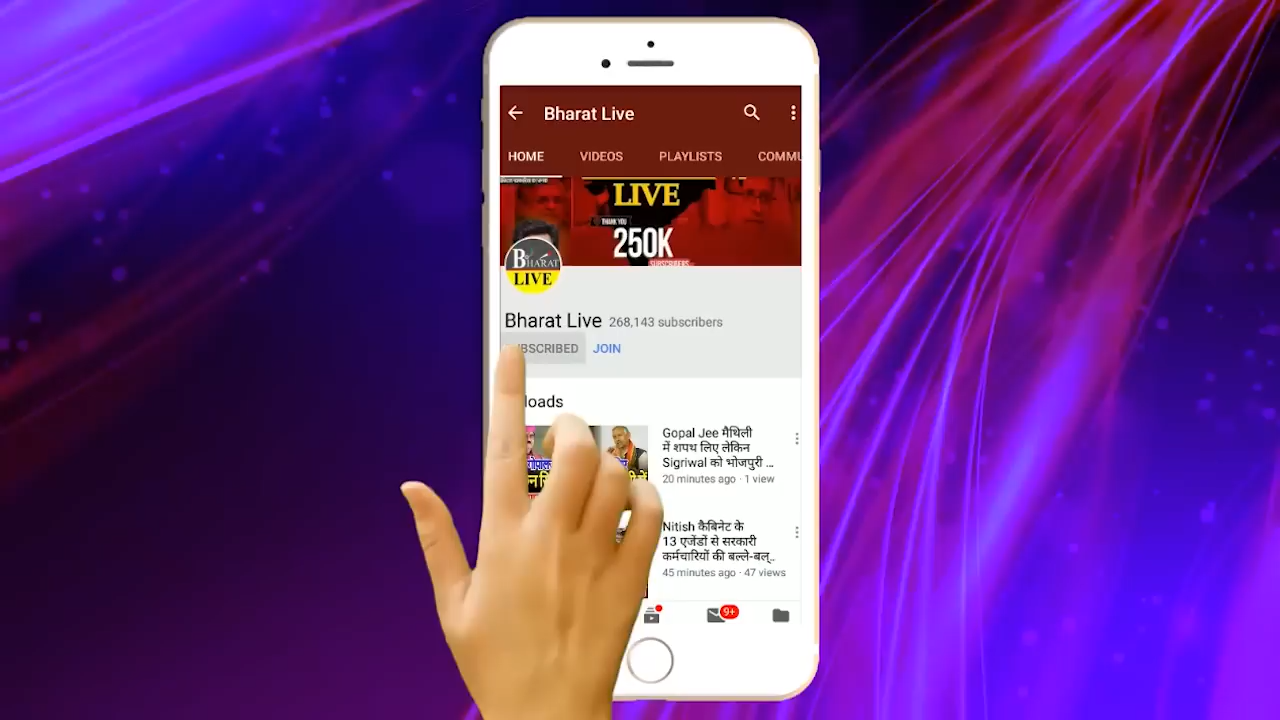 Bharat Live
HOME VIDEOS PLAYLISTS COMMU
LIVE
THANK YOU
250K
SUBSCRIBERS
BHARAT
LIVE
Bharat Live 268,143 subscribers
BSCRIBED JOIN
loads
Gopal Jee मैथिली
में शपथ लिए लेकिन
Sigriwal को भोजपुरी ...
20 minutes ago · 1 view
Nitish कैबिनेट के
13 एजेंडों से सरकारी
कर्मचारियों की बल्ले-बल्..
45 minutes ago · 47 views
9+